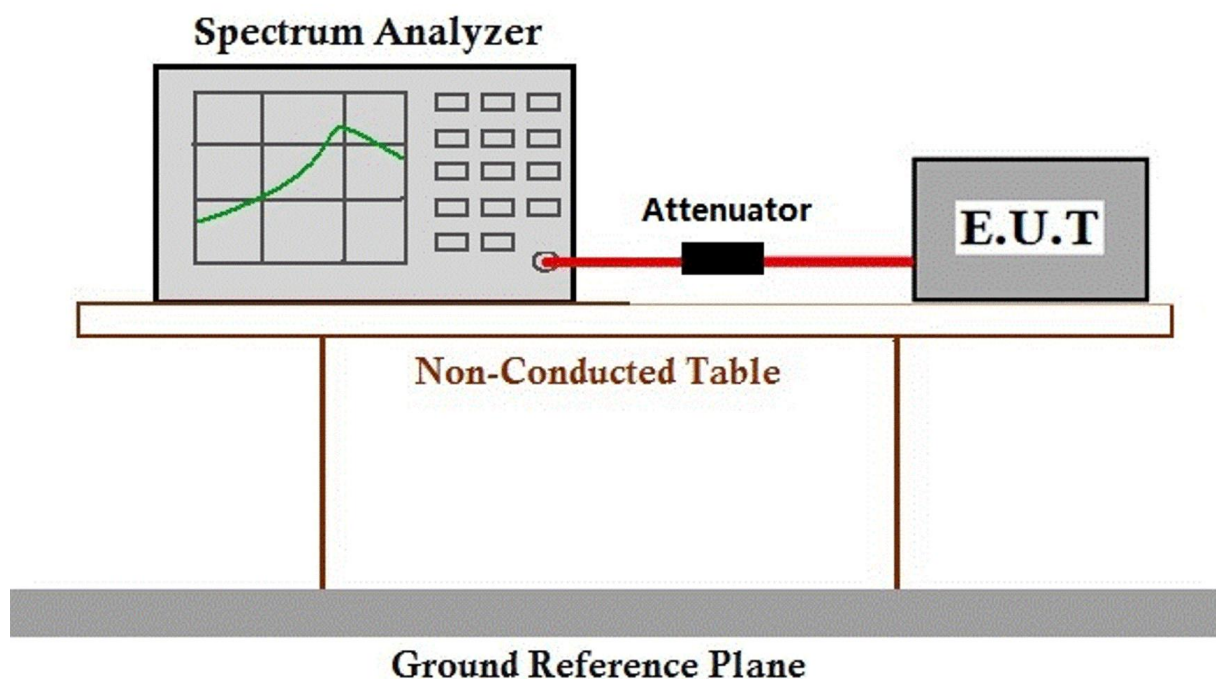 Spectrum Analyzer
Attenuator
E.U.T
Non-Conducted Table
Ground Reference Plane